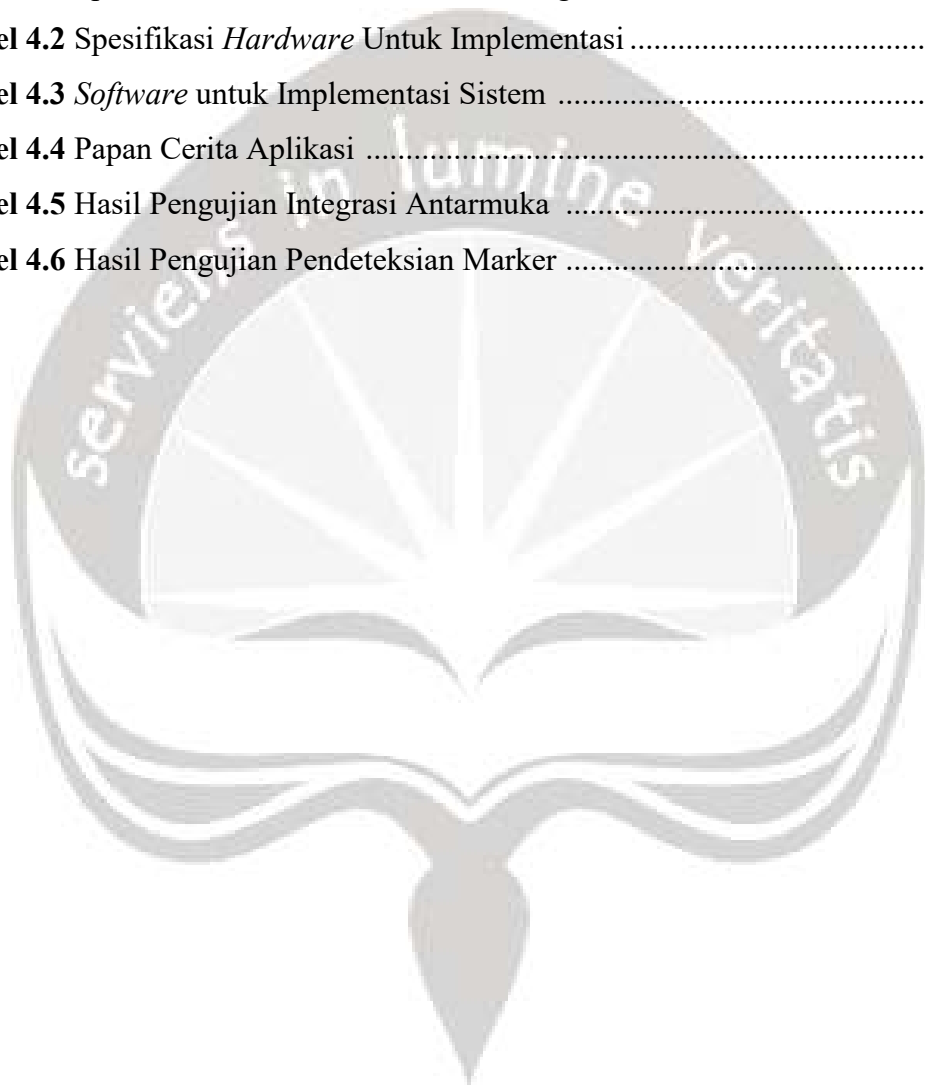 el 4.2 Spesifikasi Hardware Untuk Implementasi ........................................
el 4.3 Software untuk Implementasi Sistem .................................................
el 4.4 Papan Cerita Aplikasi .........................................................................
el 4.5 Hasil Pengujian Integrasi Antarmuka ................................................
el 4.6 Hasil Pengujian Pendeteksian Marker ...............................................
serviens in lumine veritatis